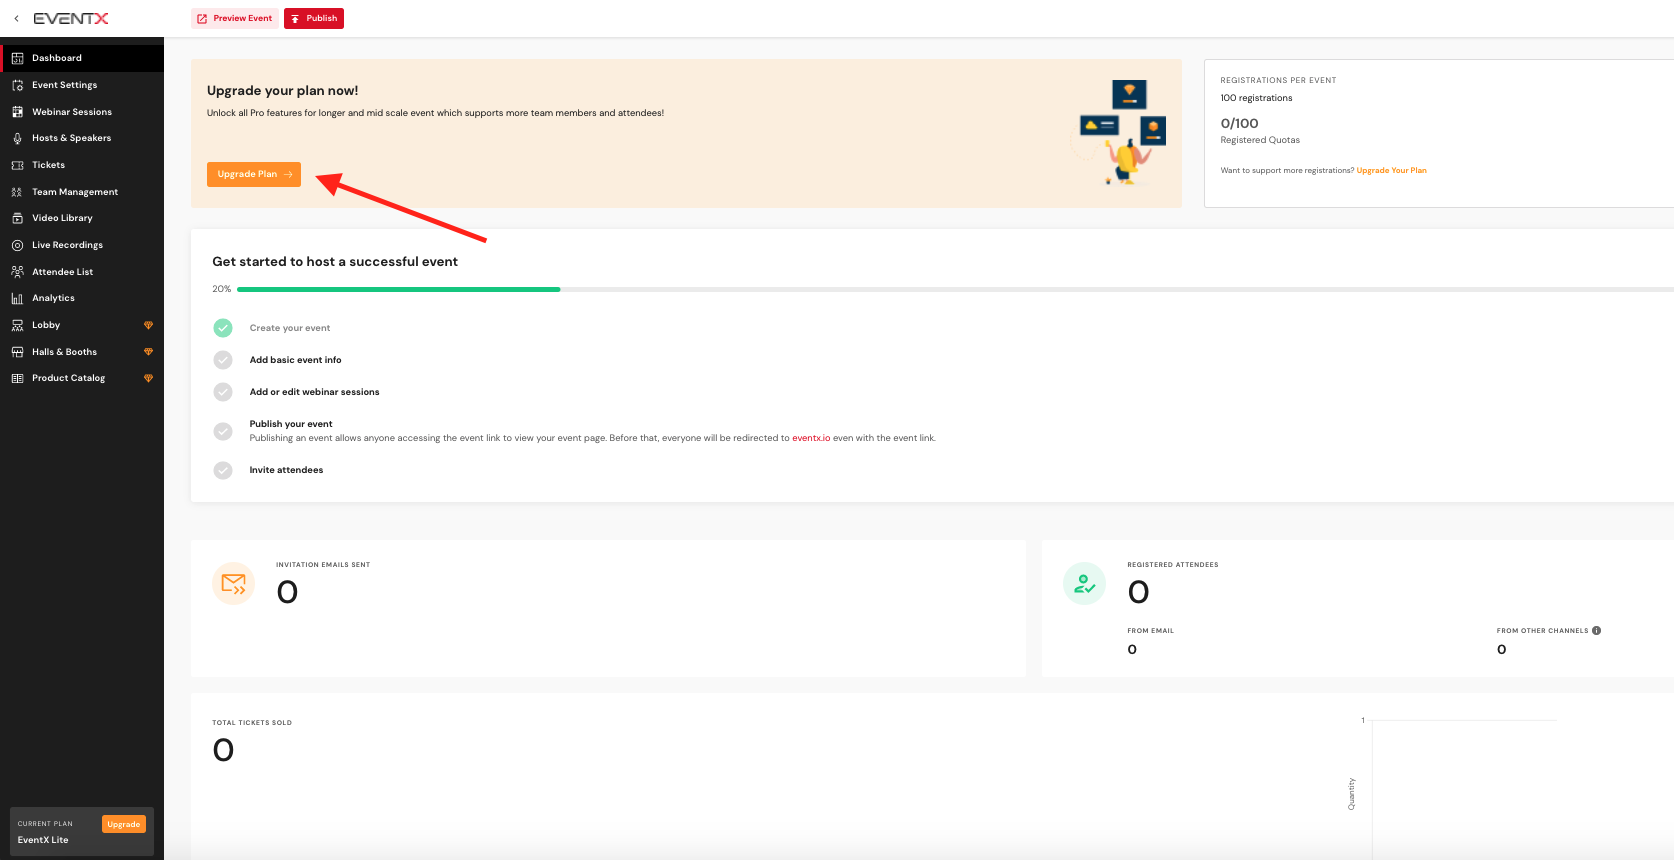 EVENTX
Preview Event
Publish
Dashboard
Event Settings
Webinar Sessions
Hosts & Speakers
Tickets
Team Management
Video Library
Live Recordings
Attendee List
Analytics
Lobby
Halls & Booths
Product Catalog
CURRENT PLAN
Upgrade
EventX Lite
Upgrade your plan now!
Unlock all Pro features for longer and mid scale event which supports more team members and attendees!
Upgrade Plan →
REGISTRATIONS PER EVENT
100 registrations
0/100
Registered Quotas
Want to support more registrations? Upgrade Your Plan
Get started to host a successful event
20%
Create your event
Add basic event info
Add or edit webinar sessions
Publish your event
Publishing an event allows anyone accessing the event link to view your event page. Before that, everyone will be redirected to eventx.io even with the event link.
Invite attendees
INVITATION EMAILS SENT
0
REGISTERED ATTENDEES
0
FROM EMAIL
0
FROM OTHER CHANNELS
0
TOTAL TICKETS SOLD
0
1
Quantity